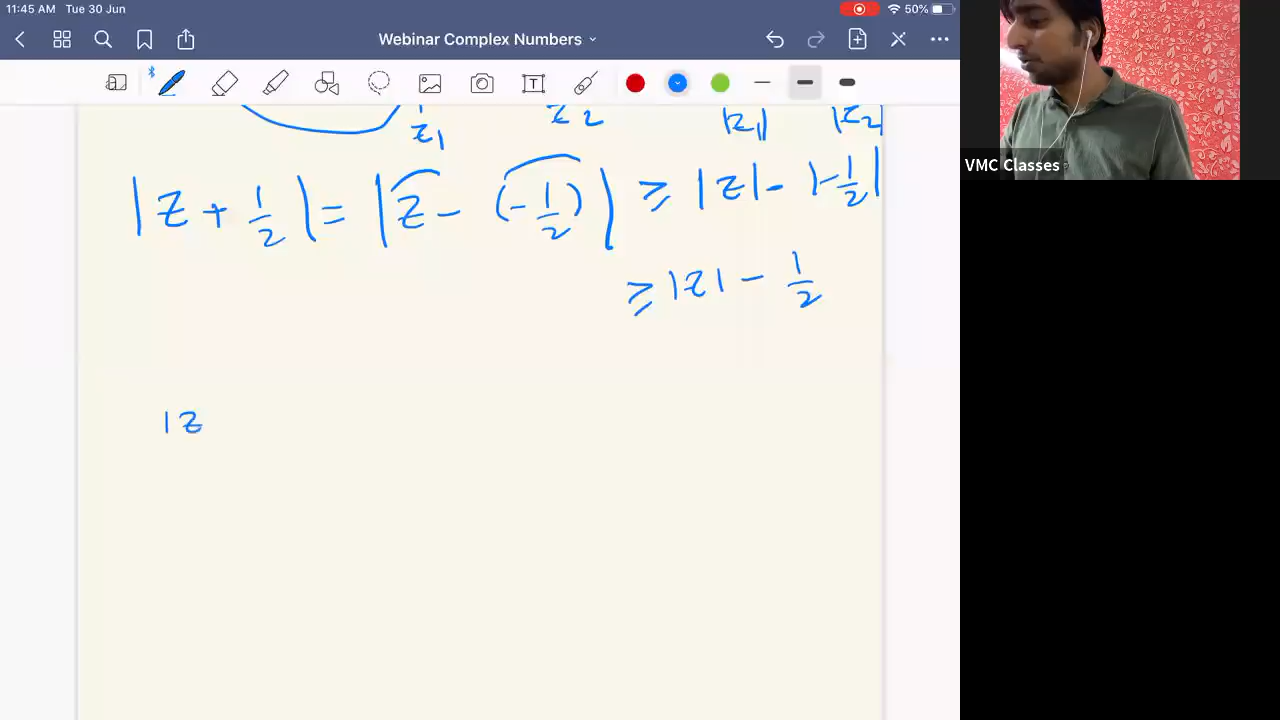 11:45 AM Tue 30 Jun 50%
Webinar Complex Numbers
z1 z2 |z1| |z2|
|z + 1/2| = |z - (-1/2)| ≥ |z| - |-1/2|
≥ |z| - 1/2
|z
VMC Classes